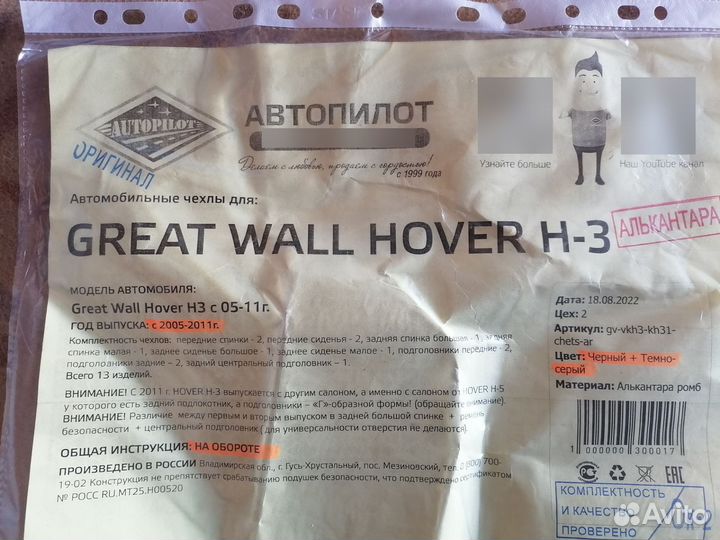 AUTOPILOT
ОРИГИНАЛ
АВТОПИЛОТ
Делаем с любовью, продаем с гордостью!
с 1999 года
Узнайте больше
Наш YouTube канал
Автомобильные чехлы для:
GREAT WALL HOVER H-3
АЛЬКАНТАРА
МОДЕЛЬ АВТОМОБИЛЯ:
Great Wall Hover H3 с 05-11г.
ГОД ВЫПУСКА: с 2005-2011г.
Комплектность чехлов: передние спинки - 2, передние сиденья - 2, задняя спинка большая - 1, задняя
спинка малая - 1, заднее сиденье большое - 1, заднее сиденье малое - 1, подголовники передние - 2,
подголовники задние - 2, задний центральный подголовник - 1.
Всего 13 изделий.
ВНИМАНИЕ! С 2011 г. HOVER H-3 выпускается с другим салоном, а именно с салоном от HOVER H-5
у которого есть задний подлокотник, а подголовники – «Г»-образной формы! (обращайте внимание).
ВНИМАНИЕ! Различие между первым и вторым выпуском в задней большой спинке + ремень
безопасности + центральный подголовник ( для универсальности отверстия не делаются).
ОБЩАЯ ИНСТРУКЦИЯ: НА ОБОРОТЕ
ПРОИЗВЕДЕНО В РОССИИ Владимирская обл., г. Гусь-Хрустальный, пос. Мезиновский, тел. 0 (800) 700-
19-02 Конструкция не препятствует срабатыванию подушек безопасности, что подтверждено сертификатом
№ РОСС RU.МТ25.Н00520
Дата: 18.08.2022
Цех: 2
Артикул: gv-vkh3-kh31-
chets-ar
Цвет: Черный + Темно-
серый
Материал: Алькантара ромб
1 000000 300017
EAC
КОМПЛЕКТНОСТЬ
И КАЧЕСТВО
ПРОВЕРЕНО
Avito